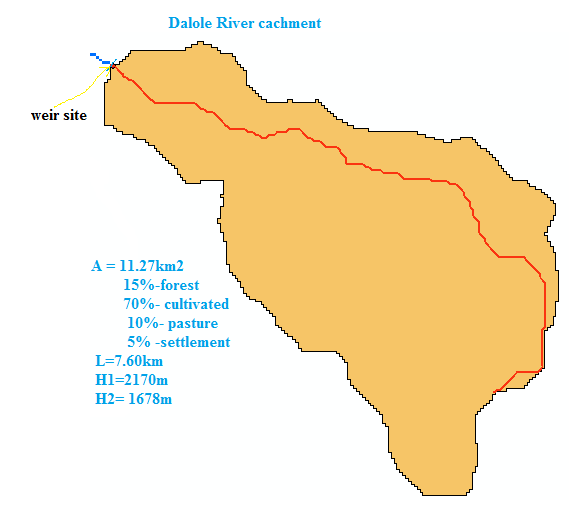 Dalole River cachment
weir site
A = 11.27km2
15%-forest
70%- cultivated
10%- pasture
5% -settlement
L=7.60km
H1=2170m
H2= 1678m